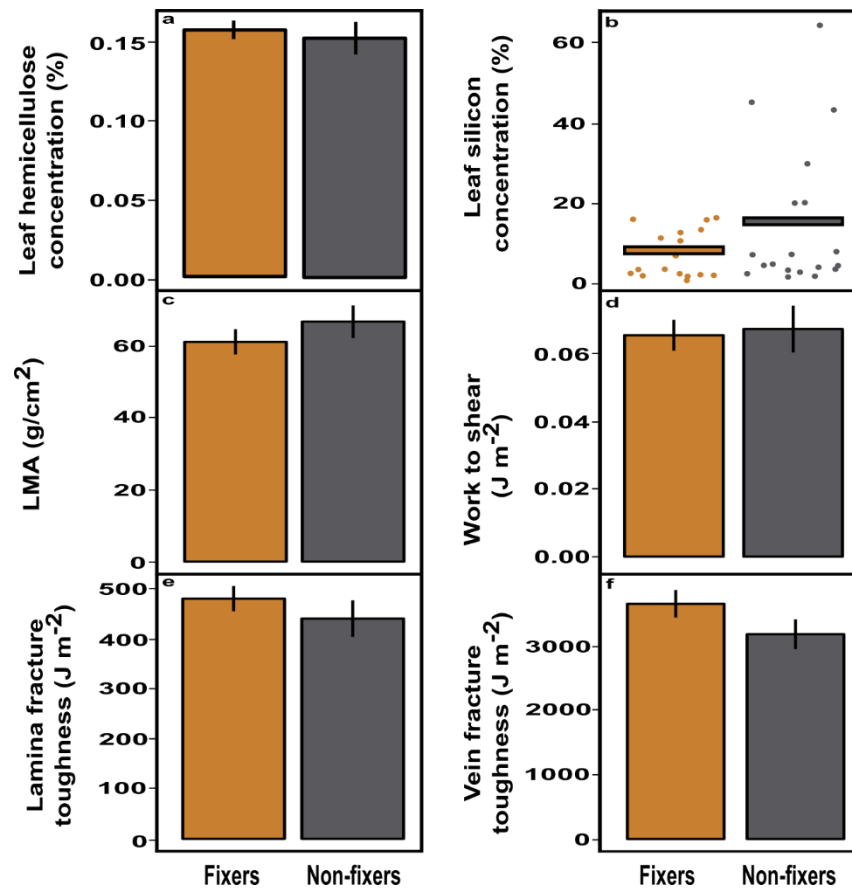 a
Leaf hemicellulose
concentration (%)
0.15
0.10
0.05
0.00
b
Leaf silicon
concentration (%)
60
40
20
0
c
LMA (g/cm²)
60
40
20
0
d
Work to shear
(J m⁻²)
0.06
0.04
0.02
0.00
e
Lamina fracture
toughness (J m⁻²)
500
400
300
200
100
0
Fixers Non-fixers
f
Vein fracture
toughness (J m⁻²)
3000
2000
1000
0
Fixers Non-fixers